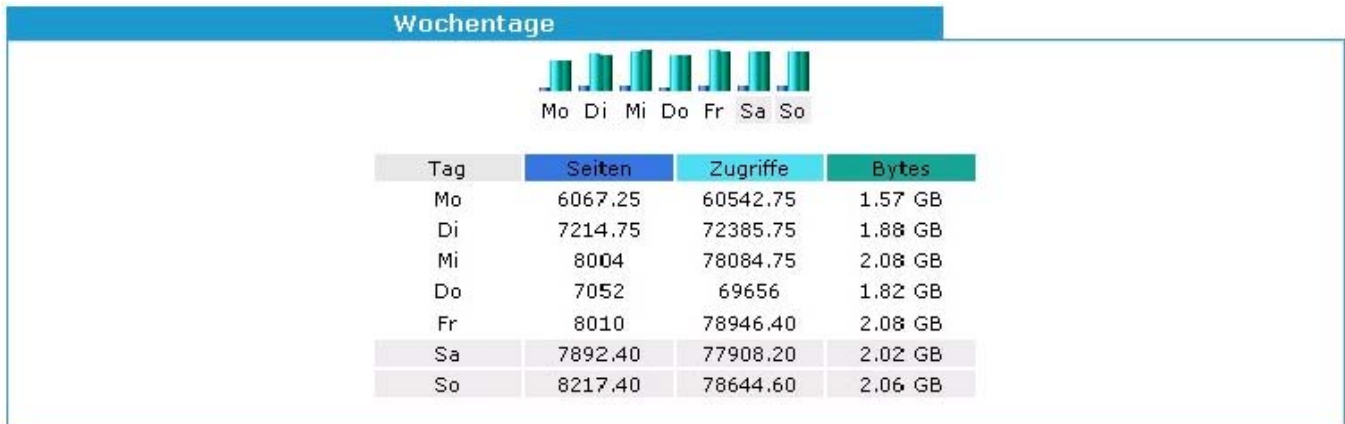 Wochentage
Mo Di Mi Do Fr Sa So
Tag Seiten Zugriffe Bytes
Mo 6067.25 60542.75 1.57 GB
Di 7214.75 72385.75 1.88 GB
Mi 8004 78084.75 2.08 GB
Do 7052 69656 1.82 GB
Fr 8010 78946.40 2.08 GB
Sa 7892.40 77908.20 2.02 GB
So 8217.40 78644.60 2.06 GB